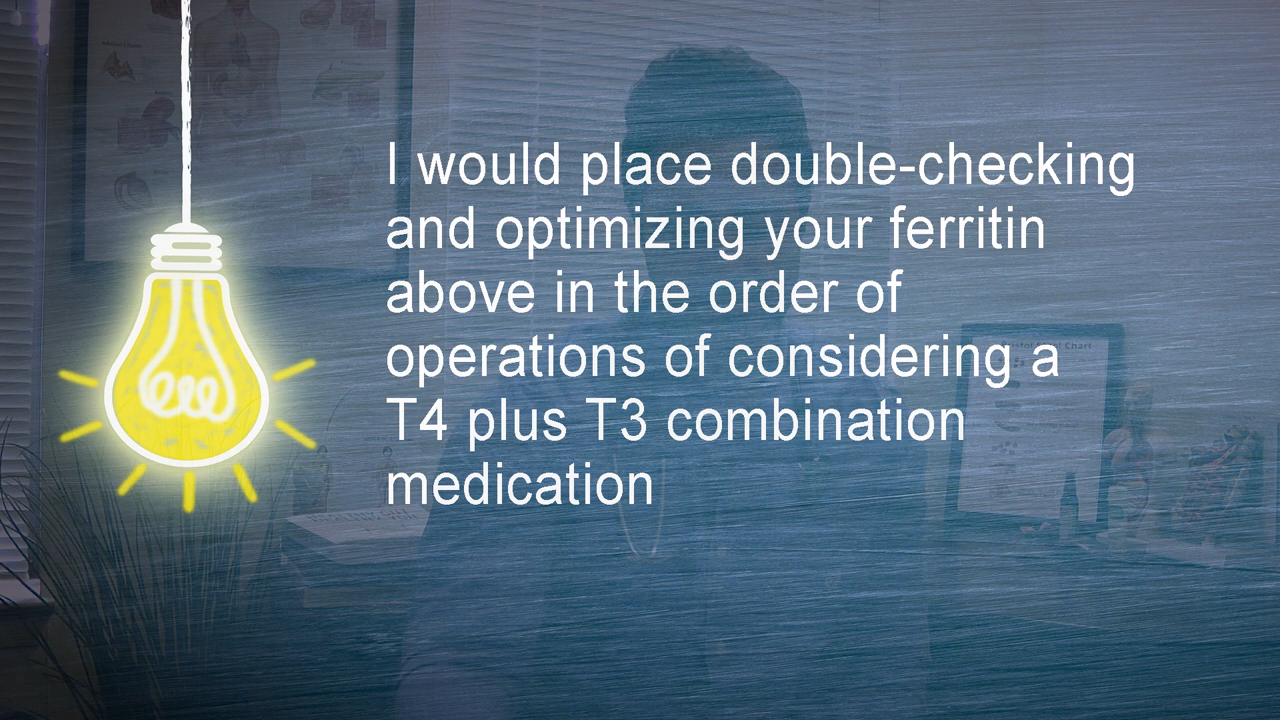 I would place double-checking
and optimizing your ferritin
above in the order of
operations of considering a
T4 plus T3 combination
medication